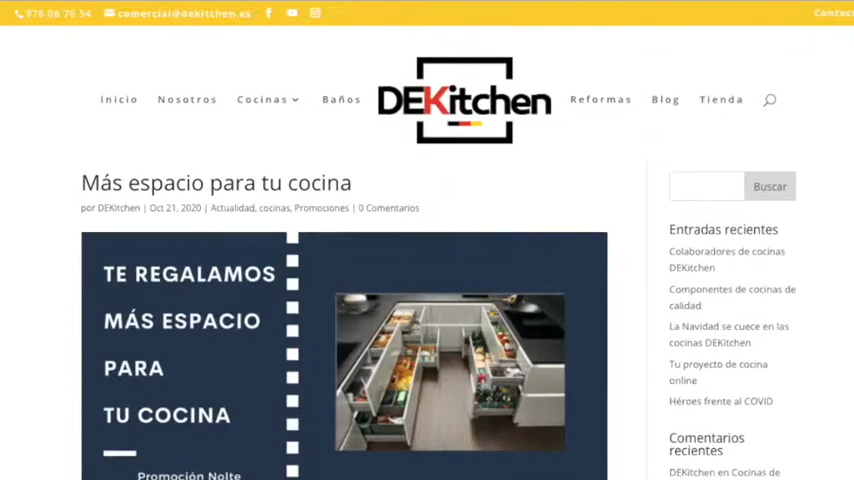 976 08 76 54 comercial@dekitchen.es
Inicio Nosotros Cocinas Baños DEKitchen Reformas Blog Tienda
Más espacio para tu cocina
por DEKitchen | Oct 21, 2020 | Actualidad, cocinas, Promociones | 0 Comentarios
TE REGALAMOS
MÁS ESPACIO
PARA
TU COCINA
Promoción Nolte
Buscar
Entradas recientes
Colaboradores de cocinas
DEKitchen
Componentes de cocinas de
calidad
La Navidad se cuece en las
cocinas DEKitchen
Tu proyecto de cocina
online
Héroes frente al COVID
Comentarios
recientes
DEKitchen en Cocinas de